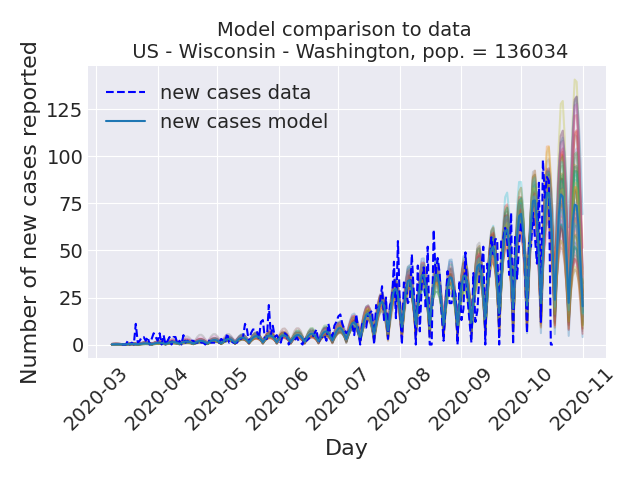 Model comparison to data
US - Wisconsin - Washington, pop. = 136034
Number of new cases reported
125
100
75
50
25
0
new cases data
new cases model
2020-03
2020-04
2020-05
2020-06
2020-07
2020-08
2020-09
2020-10
2020-11
Day